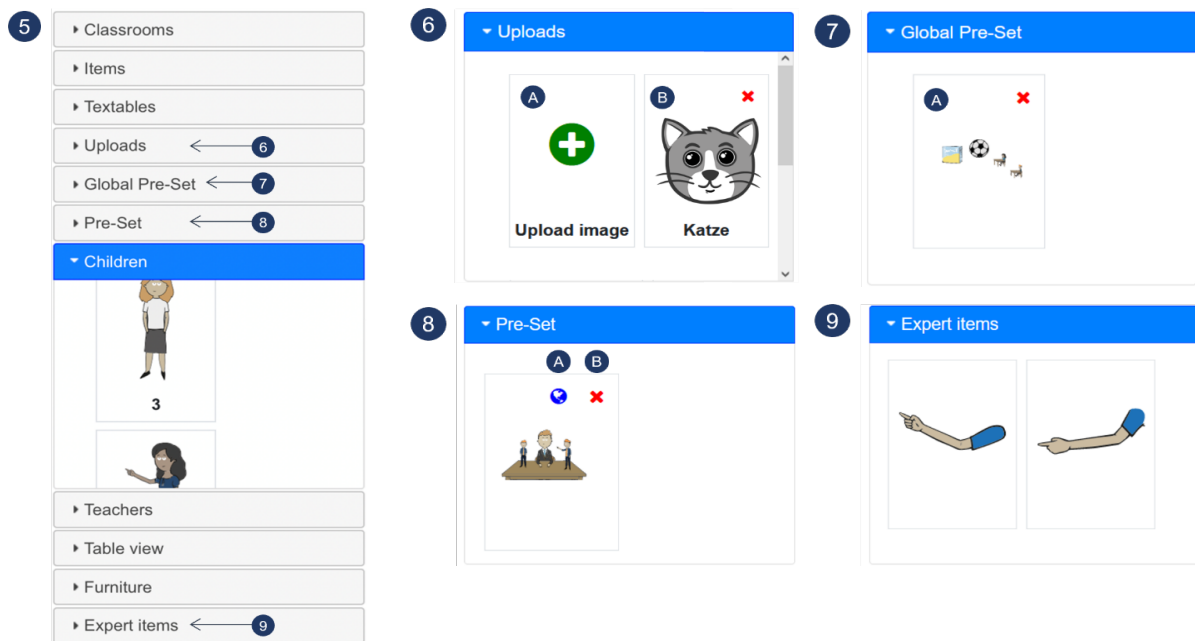 5
Classrooms
Items
Textables
Uploads 6
Global Pre-Set 7
Pre-Set 8
Children
3
Teachers
Table view
Furniture
Expert items 9
6
Uploads
A
B
Upload image
Katze
7
Global Pre-Set
A
8
Pre-Set
A B
9
Expert items